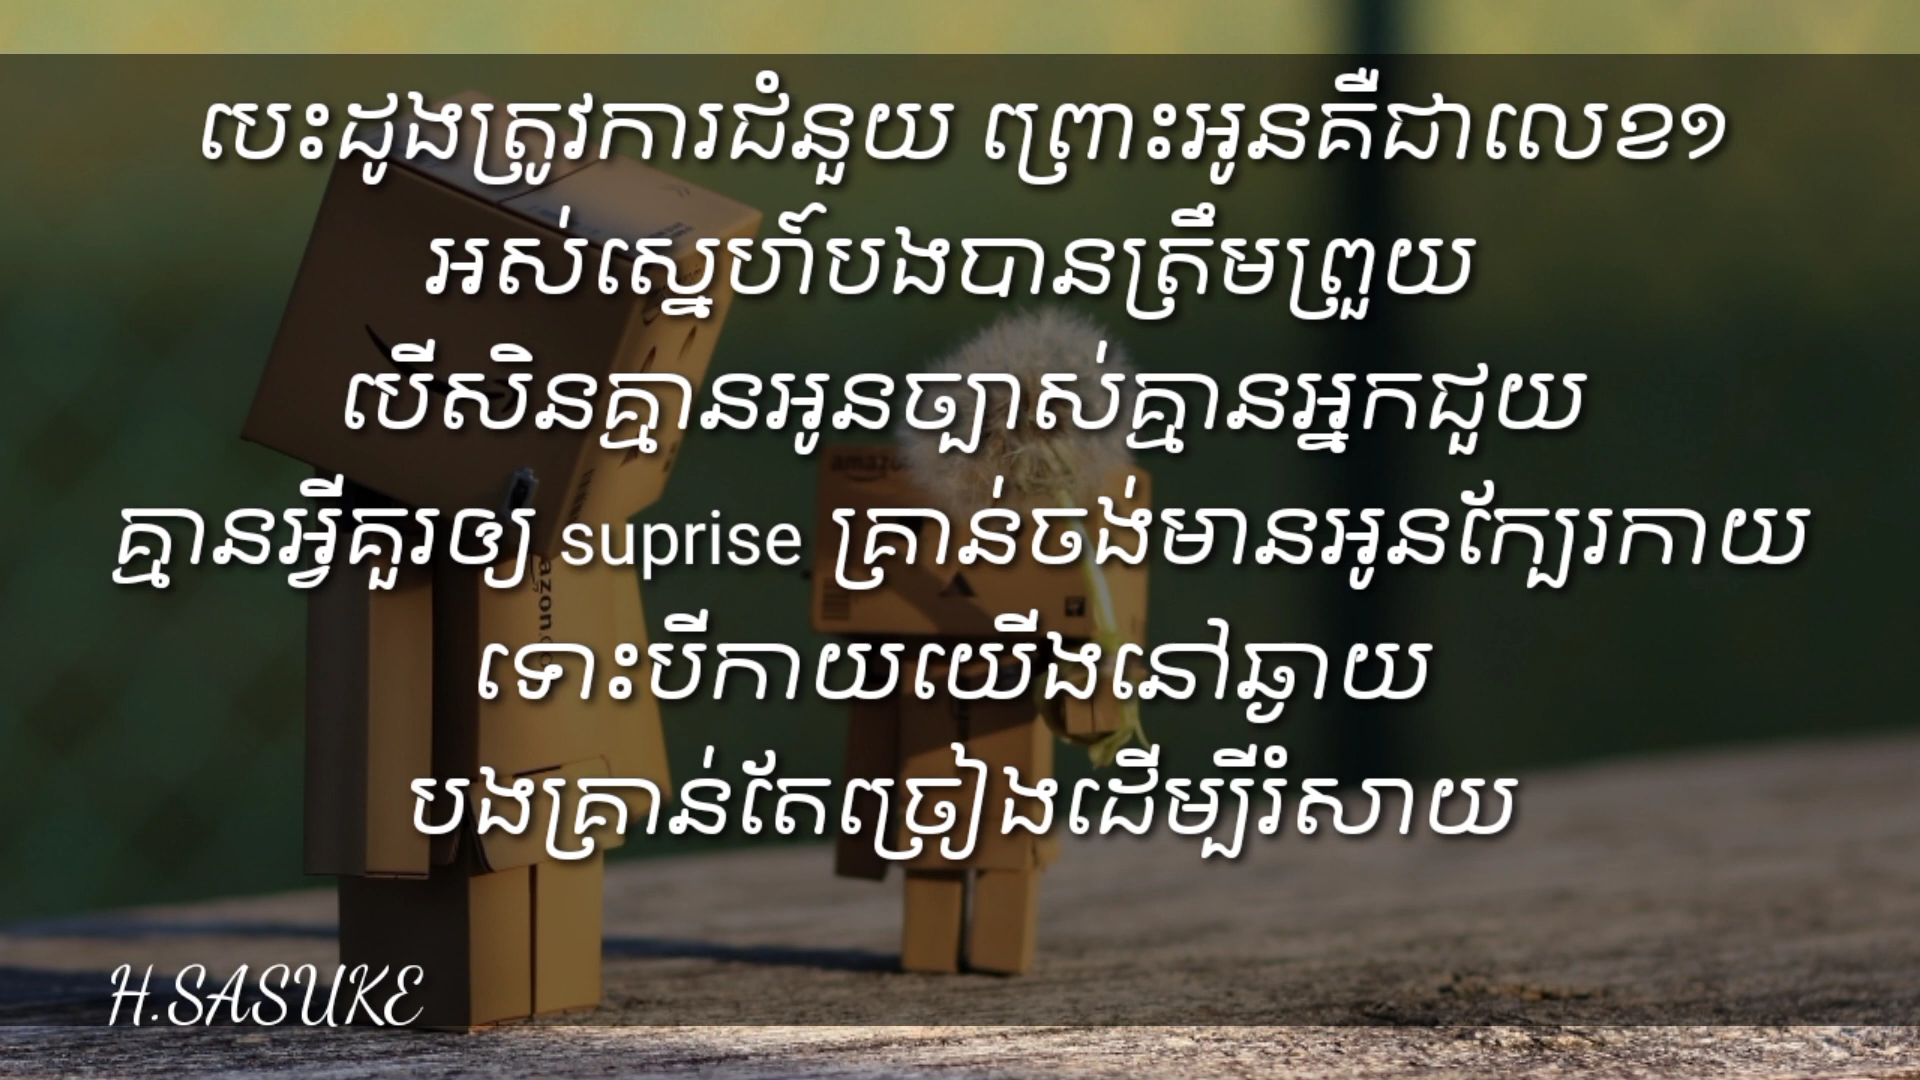 បេះដូងត្រូវការជំនួយ ព្រោះអូនគឺជាលេខ១
អស់ស្នេហ៍បងបានត្រឹមព្រួយ
បើសិនគ្មានអូនច្បាស់គ្មានអ្នកជួយ
គ្មានអ្វីគួរឲ្យ suprise គ្រាន់ចង់មានអូនក្បែរកាយ
ទោះបីកាយយើងនៅឆ្ងាយ
បងគ្រាន់តែច្រៀងដើម្បីរំសាយ
amazon
azon.co
H.SASUKE